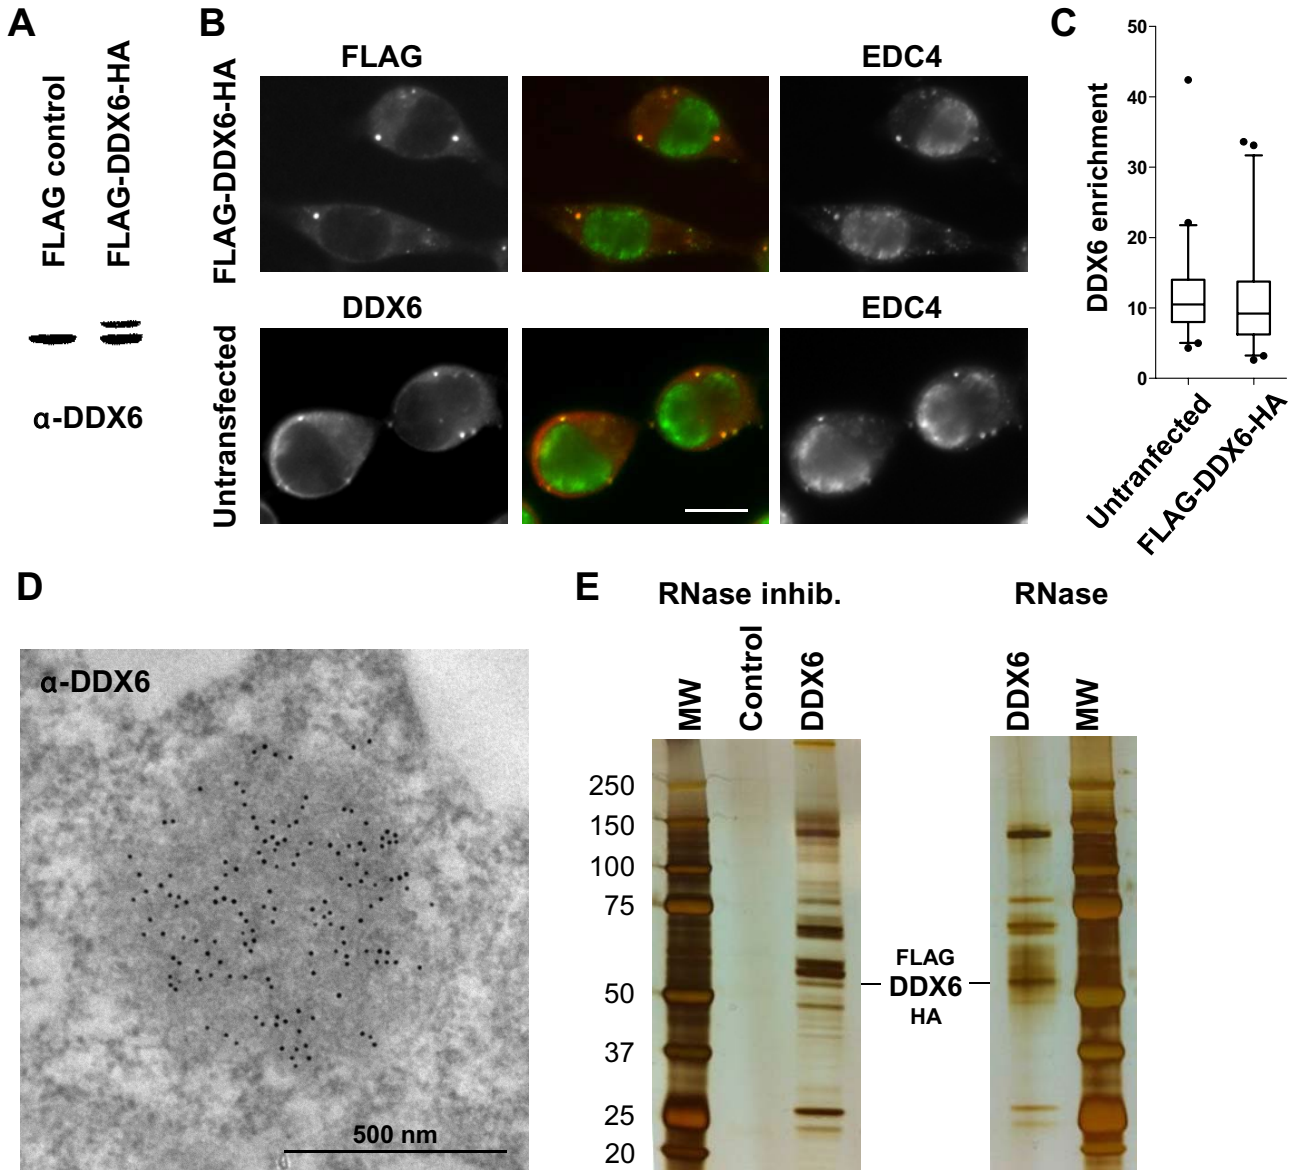 A
FLAG control
FLAG-DDX6-HA
α-DDX6
B
FLAG
EDC4
FLAG-DDX6-HA
DDX6
EDC4
Untransfected
C
DDX6 enrichment
50
40
30
20
10
0
Untranfected
FLAG-DDX6-HA
D
α-DDX6
500 nm
E
RNase inhib.
RNase
MW
Control
DDX6
DDX6
MW
250
150
100
75
50
37
25
20
FLAG
DDX6
HA